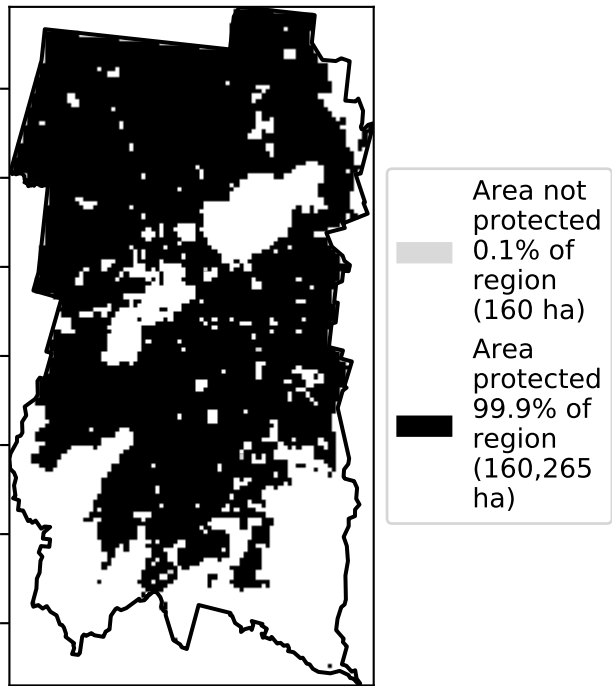 Area not
protected
0.1% of
region
(160 ha)
Area
protected
99.9% of
region
(160,265
ha)